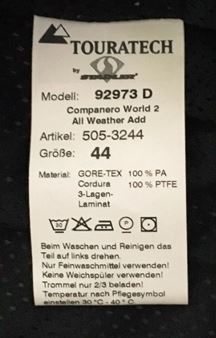 TOURATECH
by STADLER
Modell: 92973 D
Companero World 2
All Weather Add
Artikel: 505-3244
Größe: 44
Material: GORE-TEX 100 % PA
Cordura 100 % PTFE
3-Lagen-
Laminat
30
Beim Waschen und Reinigen das
Teil auf links drehen.
Nur Feinwaschmittel verwenden!
Keine Weichspüler verwenden!
Trommel nur 2/3 beladen!
Temperatur nach Pflegesymbol
einstellen 30 °C - 40 °C